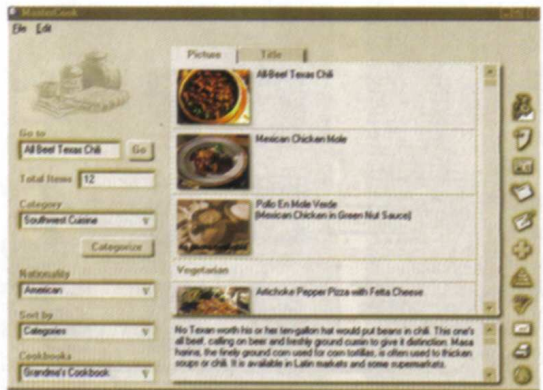 MasterCook
File Edit
Picture Title
All-Beef Texas Chili
Mexican Chicken Mole
Pollo En Mole Verde
(Mexican Chicken in Green Nut Sauce)
Vegetarian
Artichoke Pepper Pizza with Fetta Cheese
Go to
All Beef Texas Chili Go
Total Items 12
Category
Southwest Cuisine
Categorize
Nationality
American
Sort by
Categories
Cookbooks
Grandma's Cookbook
No Texan worth his or her ten-gallon hat would put beans in chili. This one's
all beef, calling on beer and freshly ground cumin to give it distinction. Masa
harina, the finely ground corn used for corn tortillas, is often used to thicken
soups or chili. It is available in Latin markets and some supermarkets.